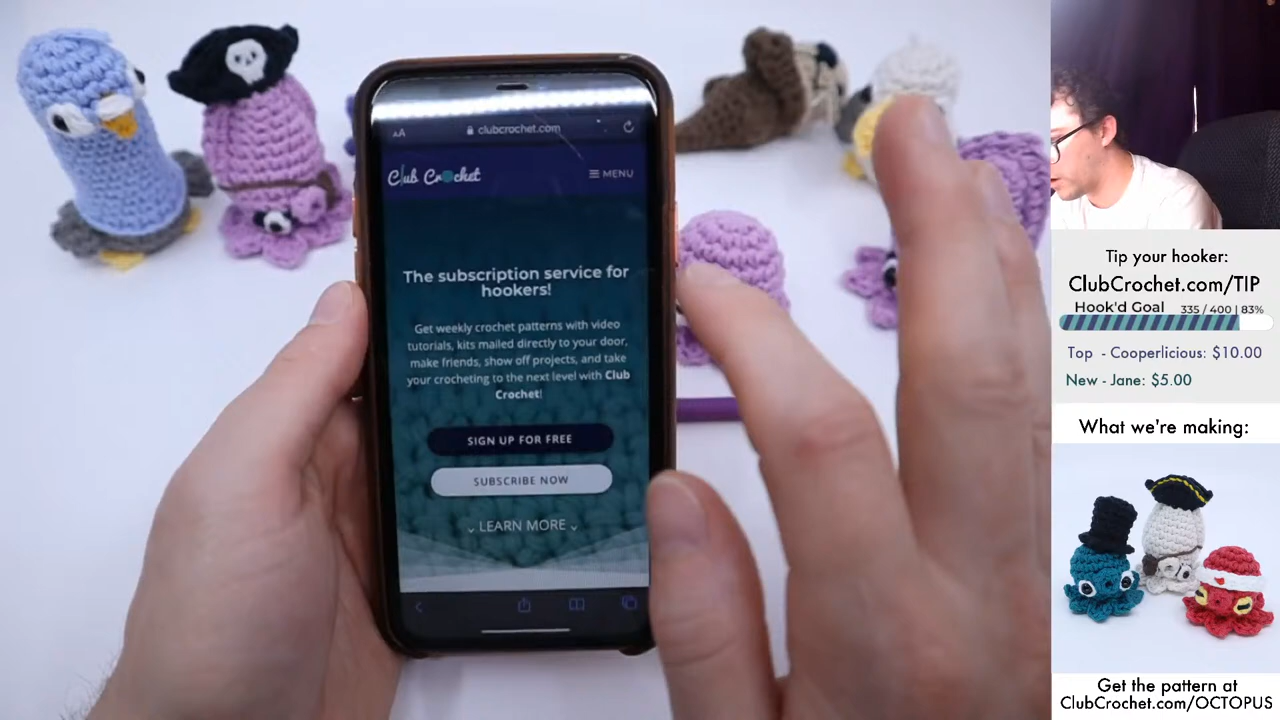 AA clubcrochet.com
Club Crochet
MENU
The subscription service for
hookers!
Get weekly crochet patterns with video
tutorials, kits mailed directly to your door,
make friends, show off projects, and take
your crocheting to the next level with Club
Crochet!
SIGN UP FOR FREE
SUBSCRIBE NOW
LEARN MORE
Tip your hooker:
ClubCrochet.com/TIP
Hook'd Goal 335 / 400 | 83%
Top - Cooperlicious: $10.00
New - Jane: $5.00
What we're making:
Get the pattern at
ClubCrochet.com/OCTOPUS